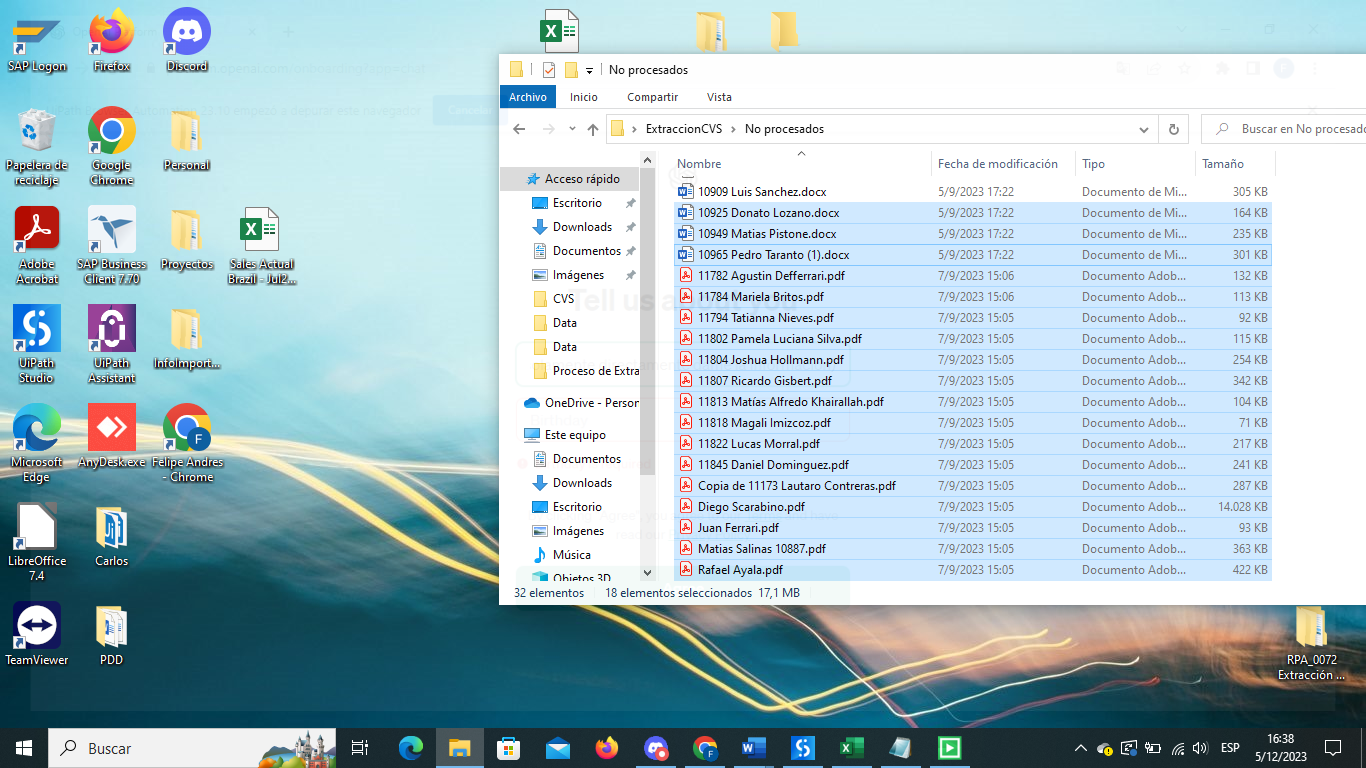 SAP Logon
Firefox
Discord
Papelera de
reciclaje
Google
Chrome
Personal
Adobe
Acrobat
SAP Business
Client 7.70
Proyectos
Sales Actual
Brazil - Jul2...
UiPath
Studio
UiPath
Assistant
InfoImport...
Microsoft
Edge
AnyDesk.exe
Felipe Andres
- Chrome
LibreOffice
7.4
Carlos
TeamViewer
PDD
No procesados
Archivo Inicio Compartir Vista
ExtraccionCVS No procesados
Buscar en No procesado
Nombre Fecha de modificación Tipo Tamaño
Acceso rápido
Escritorio
Downloads
Documentos
Imágenes
CVS
Data
Data
Proceso de Extra
OneDrive - Person
Este equipo
Documentos
Downloads
Escritorio
Imágenes
Música
Objetos 3D
10909 Luis Sanchez.docx 5/9/2023 17:22 Documento de Mi... 305 KB
10925 Donato Lozano.docx 5/9/2023 17:22 Documento de Mi... 164 KB
10949 Matias Pistone.docx 5/9/2023 17:22 Documento de Mi... 235 KB
10965 Pedro Taranto (1).docx 5/9/2023 17:22 Documento de Mi... 301 KB
11782 Agustin Defferrari.pdf 7/9/2023 15:06 Documento Adob... 132 KB
11784 Mariela Britos.pdf 7/9/2023 15:06 Documento Adob... 113 KB
11794 Tatianna Nieves.pdf 7/9/2023 15:05 Documento Adob... 92 KB
11802 Pamela Luciana Silva.pdf 7/9/2023 15:05 Documento Adob... 115 KB
11804 Joshua Hollmann.pdf 7/9/2023 15:05 Documento Adob... 254 KB
11807 Ricardo Gisbert.pdf 7/9/2023 15:05 Documento Adob... 342 KB
11813 Matías Alfredo Khairallah.pdf 7/9/2023 15:05 Documento Adob... 104 KB
11818 Magali Imizcoz.pdf 7/9/2023 15:05 Documento Adob... 71 KB
11822 Lucas Morral.pdf 7/9/2023 15:05 Documento Adob... 217 KB
11845 Daniel Dominguez.pdf 7/9/2023 15:05 Documento Adob... 241 KB
Copia de 11173 Lautaro Contreras.pdf 7/9/2023 15:05 Documento Adob... 287 KB
Diego Scarabino.pdf 7/9/2023 15:05 Documento Adob... 14.028 KB
Juan Ferrari.pdf 7/9/2023 15:05 Documento Adob... 43 KB
Matias Salinas 10887.pdf 7/9/2023 15:05 Documento Adob... 363 KB
Rafael Ayala.pdf 7/9/2023 15:05 Documento Adob... 422 KB
32 elementos 18 elementos seleccionados 17,1 MB
RPA_0072
Extracción ...
Buscar
ESP
16:38
5/12/2023